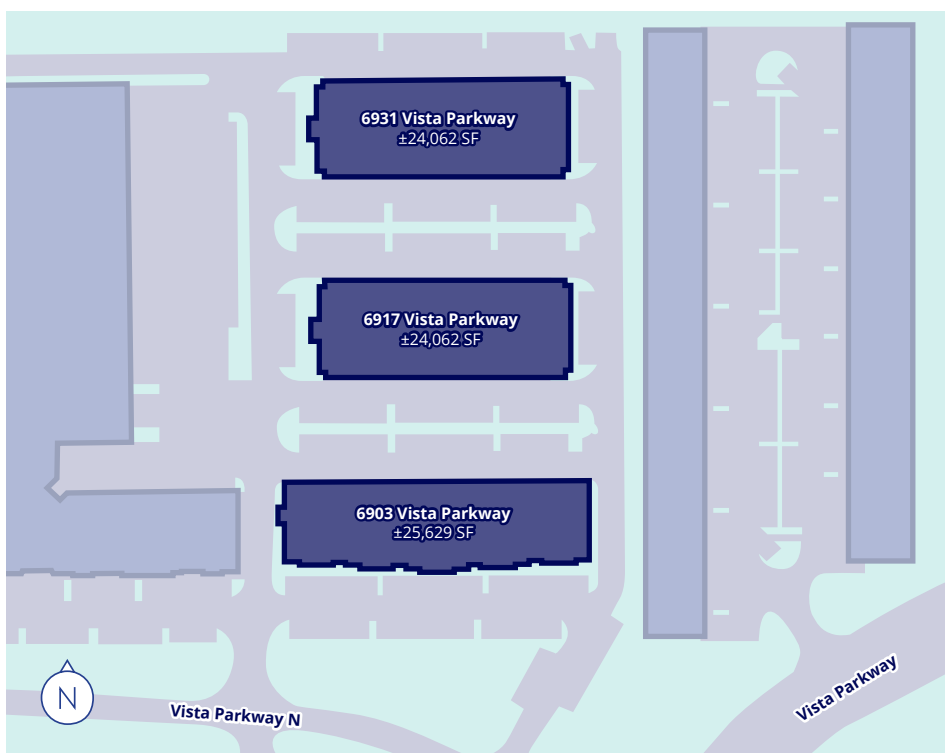 6931 Vista Parkway
±24,062 SF
6917 Vista Parkway
±24,062 SF
6903 Vista Parkway
±25,629 SF
N
Vista Parkway N
Vista Parkway